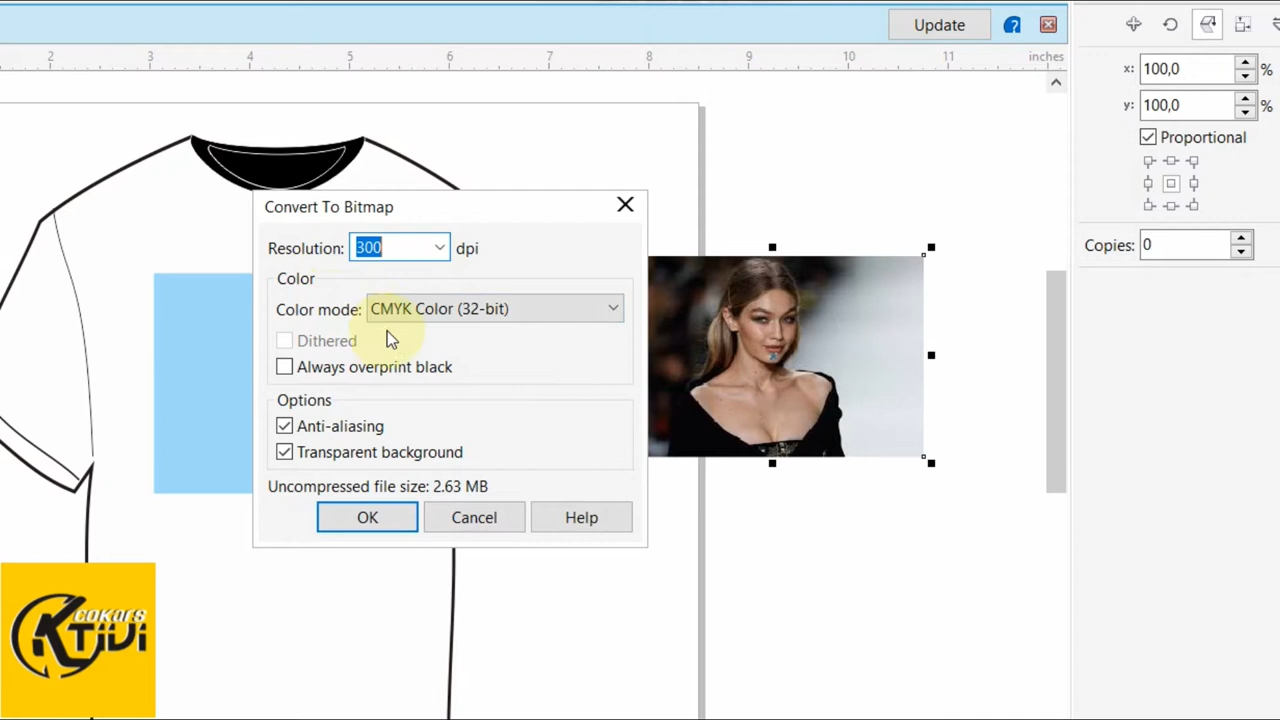 Update
2 3 4 5 6 7 8 9 10 11 inches
x: 100,0 %
y: 100,0 %
Proportional
Copies: 0
Convert To Bitmap
Resolution: 300 dpi
Color
Color mode: CMYK Color (32-bit)
Dithered
Always overprint black
Options
Anti-aliasing
Transparent background
Uncompressed file size: 2.63 MB
OK Cancel Help
cokars
KTiVi